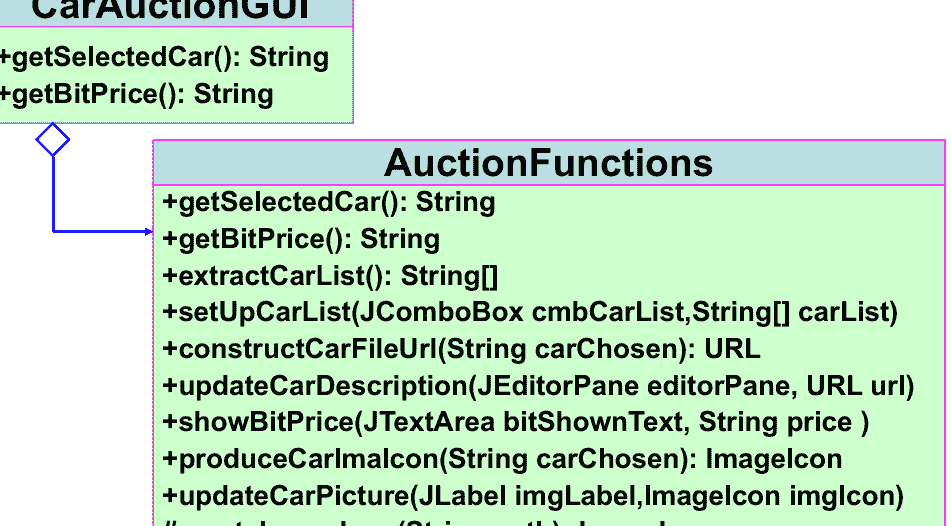 CarAuctionGUI
+getSelectedCar(): String
+getBitPrice(): String
AuctionFunctions
+getSelectedCar(): String
+getBitPrice(): String
+extractCarList(): String[]
+setUpCarList(JComboBox cmbCarList,String[] carList)
+constructCarFileUrl(String carChosen): URL
+updateCarDescription(JEditorPane editorPane, URL url)
+showBitPrice(JTextArea bitShownText, String price )
+produceCarImaIcon(String carChosen): ImageIcon
+updateCarPicture(JLabel imgLabel,ImageIcon imgIcon)